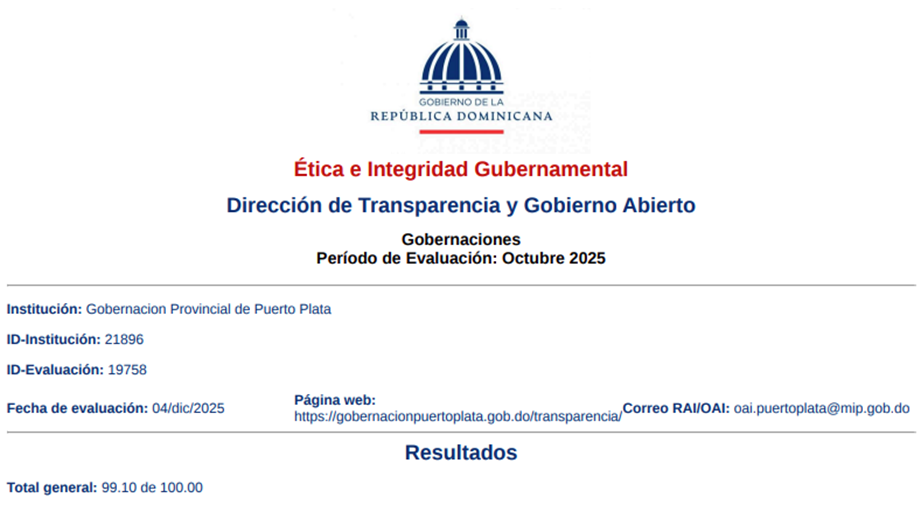 GOBIERNO DE LA
REPÚBLICA DOMINICANA
Ética e Integridad Gubernamental
Dirección de Transparencia y Gobierno Abierto
Gobernaciones
Período de Evaluación: Octubre 2025
Institución: Gobernacion Provincial de Puerto Plata
ID-Institución: 21896
ID-Evaluación: 19758
Fecha de evaluación: 04/dic/2025
Página web:
https://gobernacionpuertoplata.gob.do/transparencia/
Correo RAI/OAI: oai.puertoplata@mip.gob.do
Resultados
Total general: 99.10 de 100.00